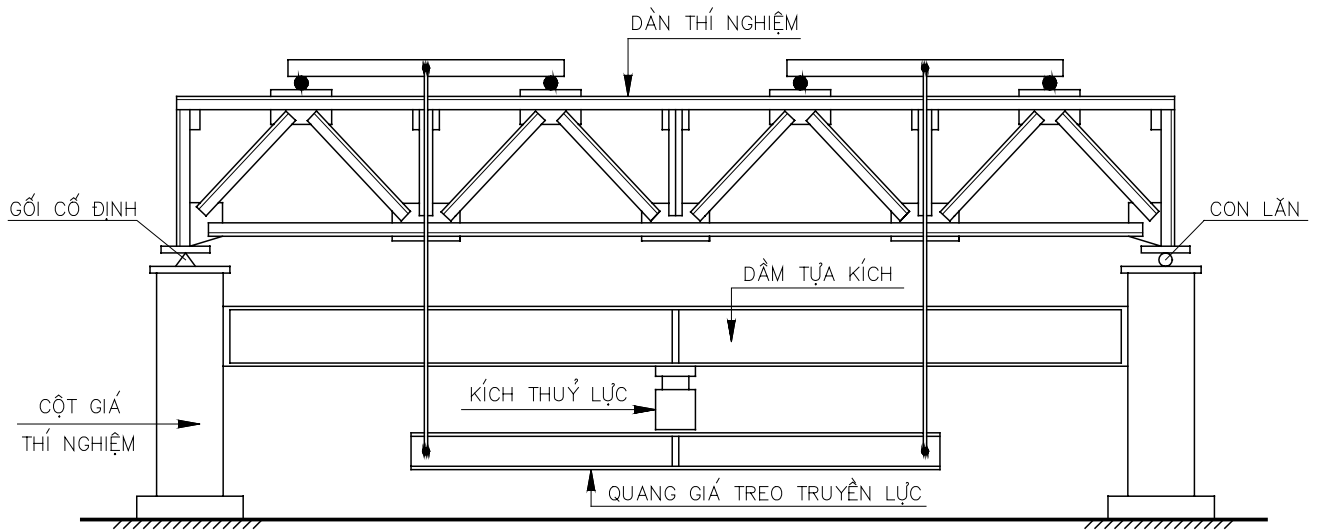 DÀN THÍ NGHIỆM
GỐI CỐ ĐỊNH
CON LĂN
DẦM TỰA KÍCH
KÍCH THUỶ LỰC
CỘT GIÁ
THÍ NGHIỆM
QUANG GIÁ TREO TRUYỀN LỰC